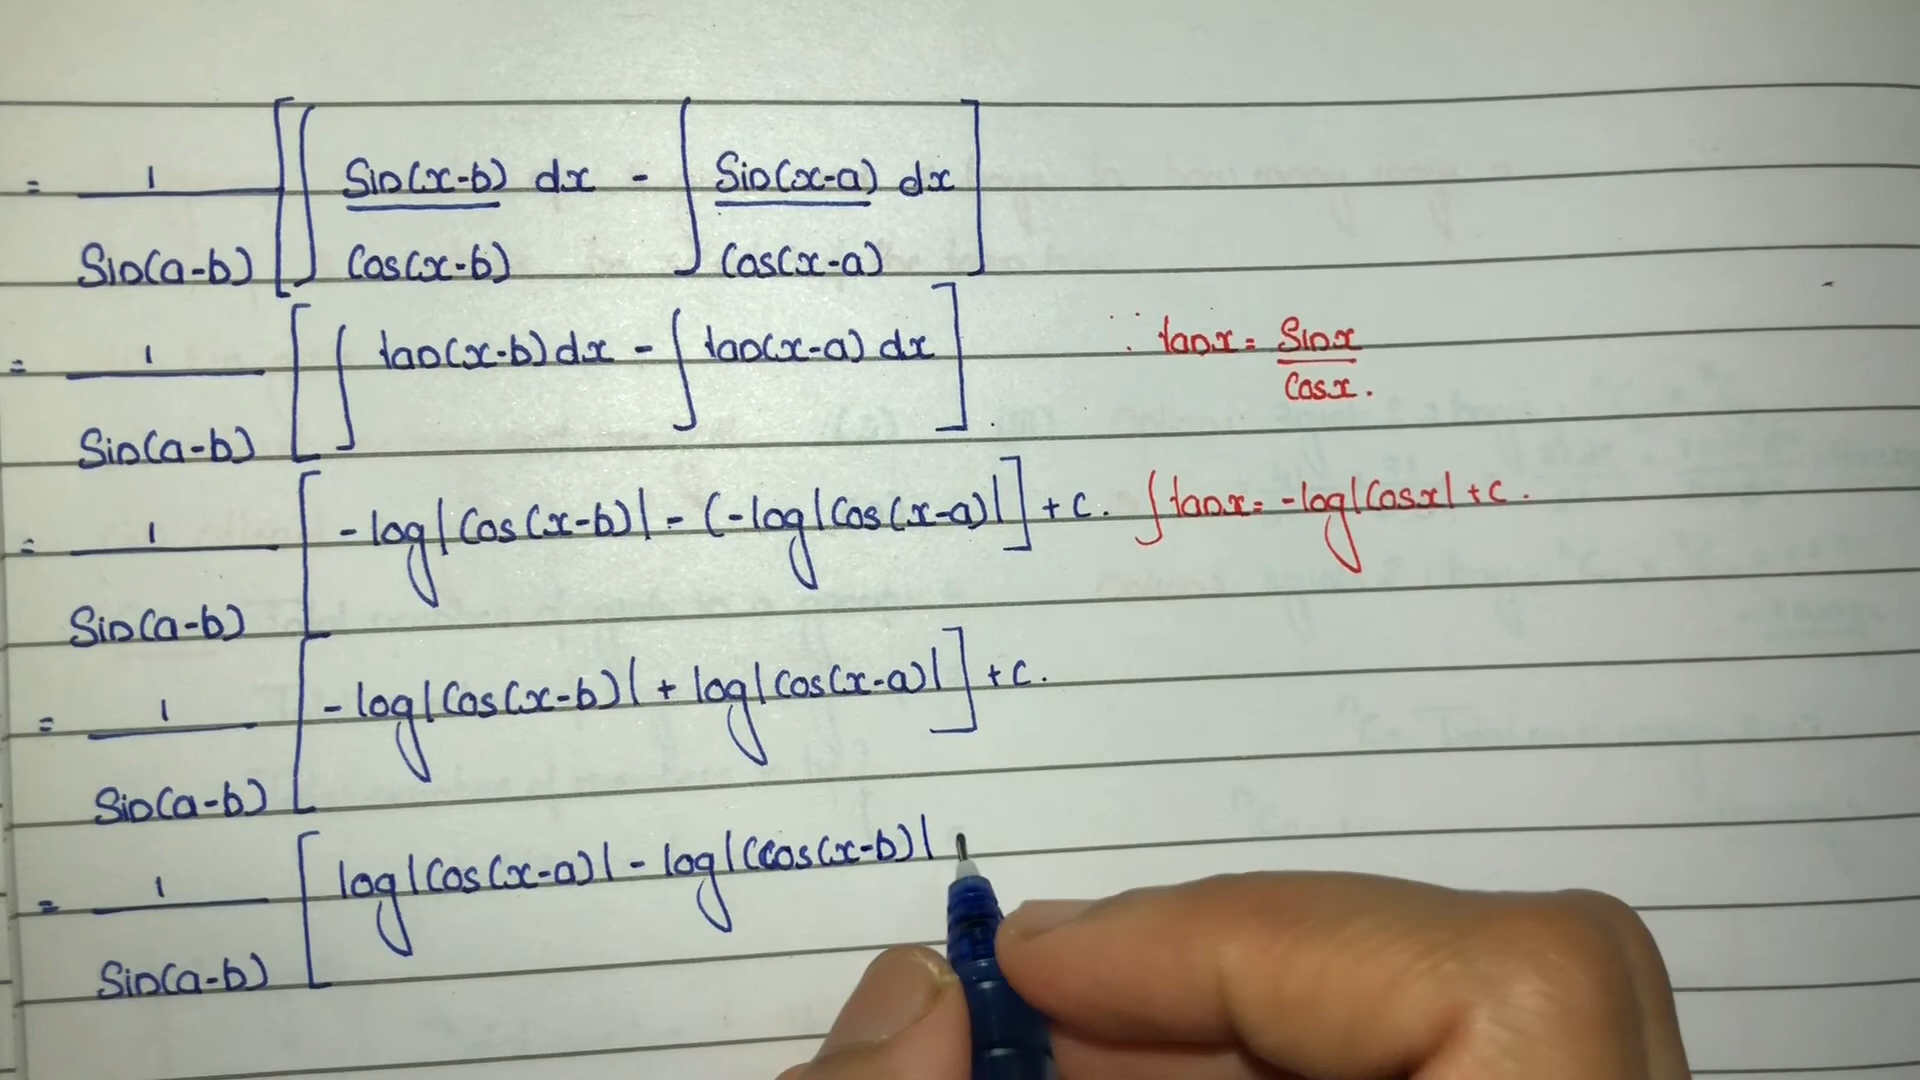 = 1/Sin(a-b) [∫ Sin(x-b)/Cos(x-b) dx - ∫ Sin(x-a)/Cos(x-a) dx]
= 1/Sin(a-b) [∫ tan(x-b)dx - ∫ tan(x-a) dx]. ∵ tanx = Sinx/Cosx.
= 1/Sin(a-b) [-log|Cos(x-b)| - (-log|Cos(x-a)|] + c. ∫tanx = -log|Cosx| + c.
= 1/Sin(a-b) [-log|Cos(x-b)| + log|Cos(x-a)|] + c.
= 1/Sin(a-b) [log|Cos(x-a)| - log|(Cos(x-b)|